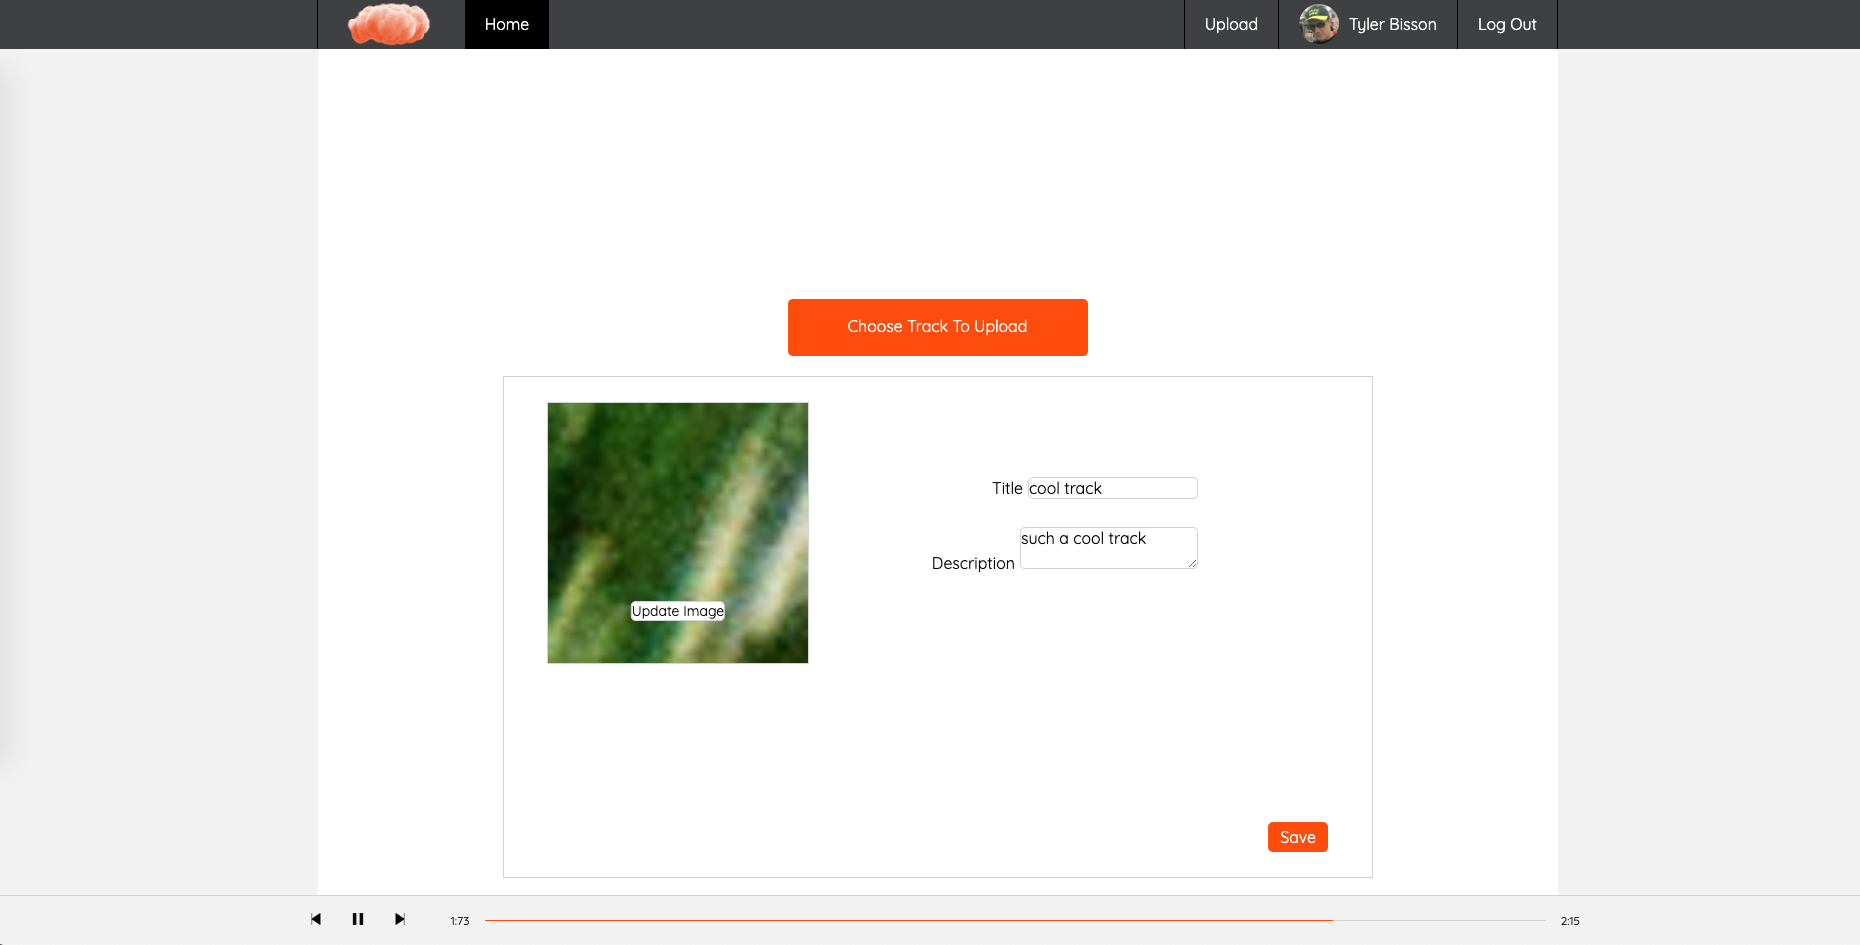 Home
Upload
Tyler Bisson
Log Out
Choose Track To Upload
Title cool track
such a cool track
Description
Update Image
Save
1:73
2:15